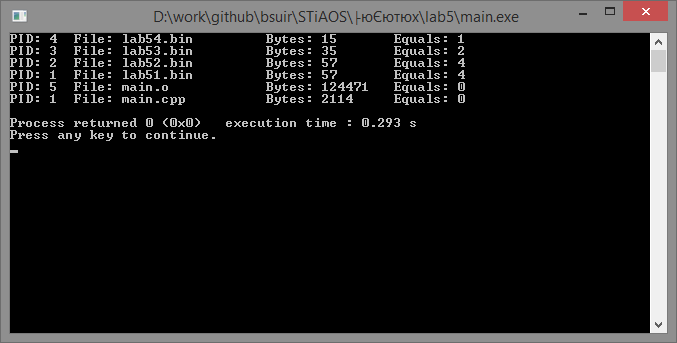 D:\work\github\bsuir\STiAOS\├юЄютюх\lab5\main.exe
PID: 4  File: lab54.bin         Bytes: 15       Equals: 1
PID: 3  File: lab53.bin         Bytes: 35       Equals: 2
PID: 2  File: lab52.bin         Bytes: 57       Equals: 4
PID: 1  File: lab51.bin         Bytes: 57       Equals: 4
PID: 5  File: main.o            Bytes: 124471   Equals: 0
PID: 1  File: main.cpp          Bytes: 2114     Equals: 0
Process returned 0 (0x0)   execution time : 0.293 s
Press any key to continue.